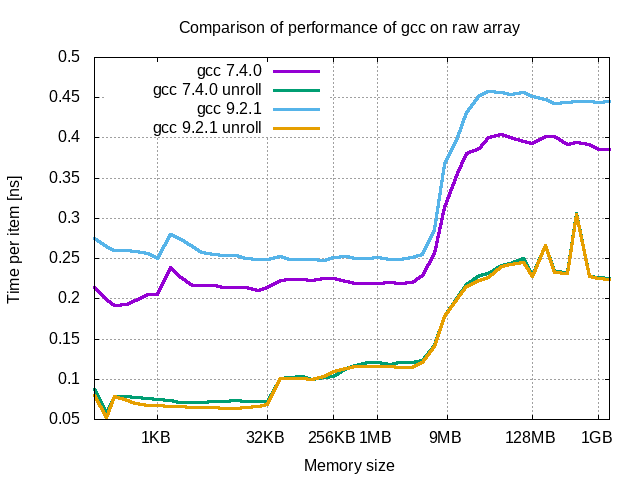 Comparison of performance of gcc on raw array
gcc 7.4.0
gcc 7.4.0 unroll
gcc 9.2.1
gcc 9.2.1 unroll
Time per item [ns]
0.5
0.45
0.4
0.35
0.3
0.25
0.2
0.15
0.1
0.05
1KB 32KB 256KB 1MB 9MB 128MB 1GB
Memory size